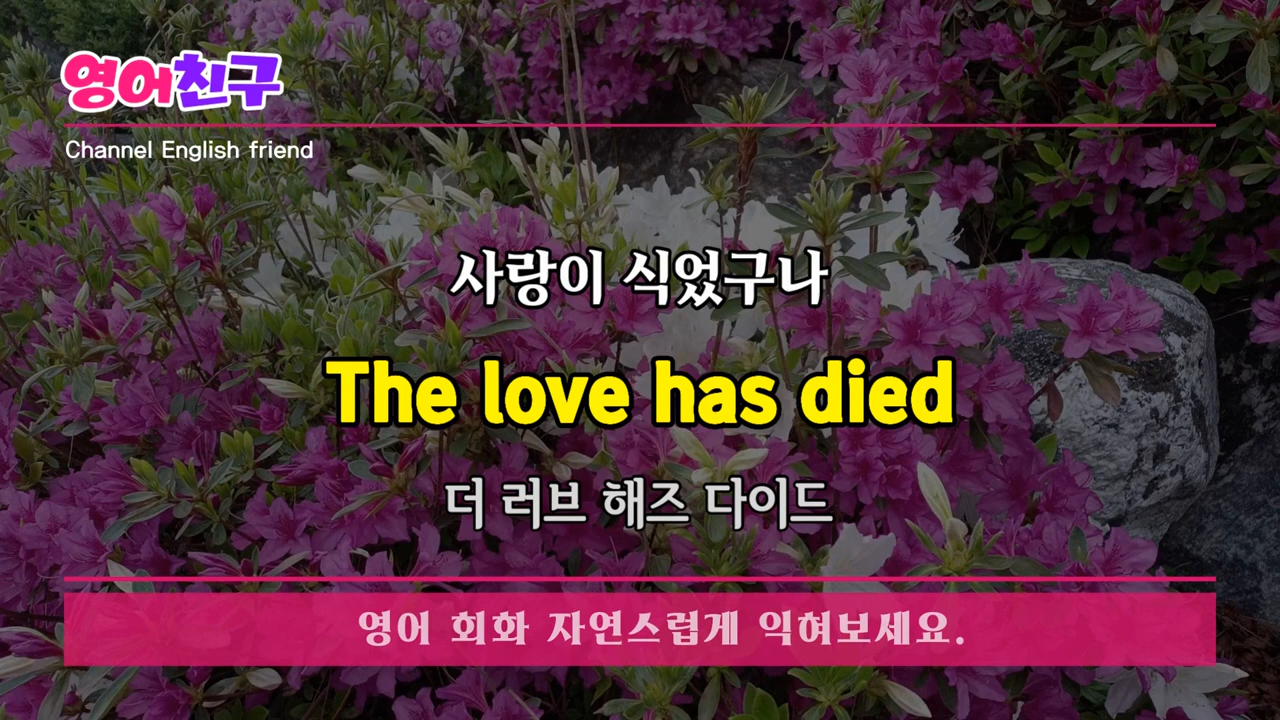 영어친구
Channel English friend
사랑이 식었구나
The love has died
더 러브 해즈 다이드
영어 회화 자연스럽게 익혀보세요.